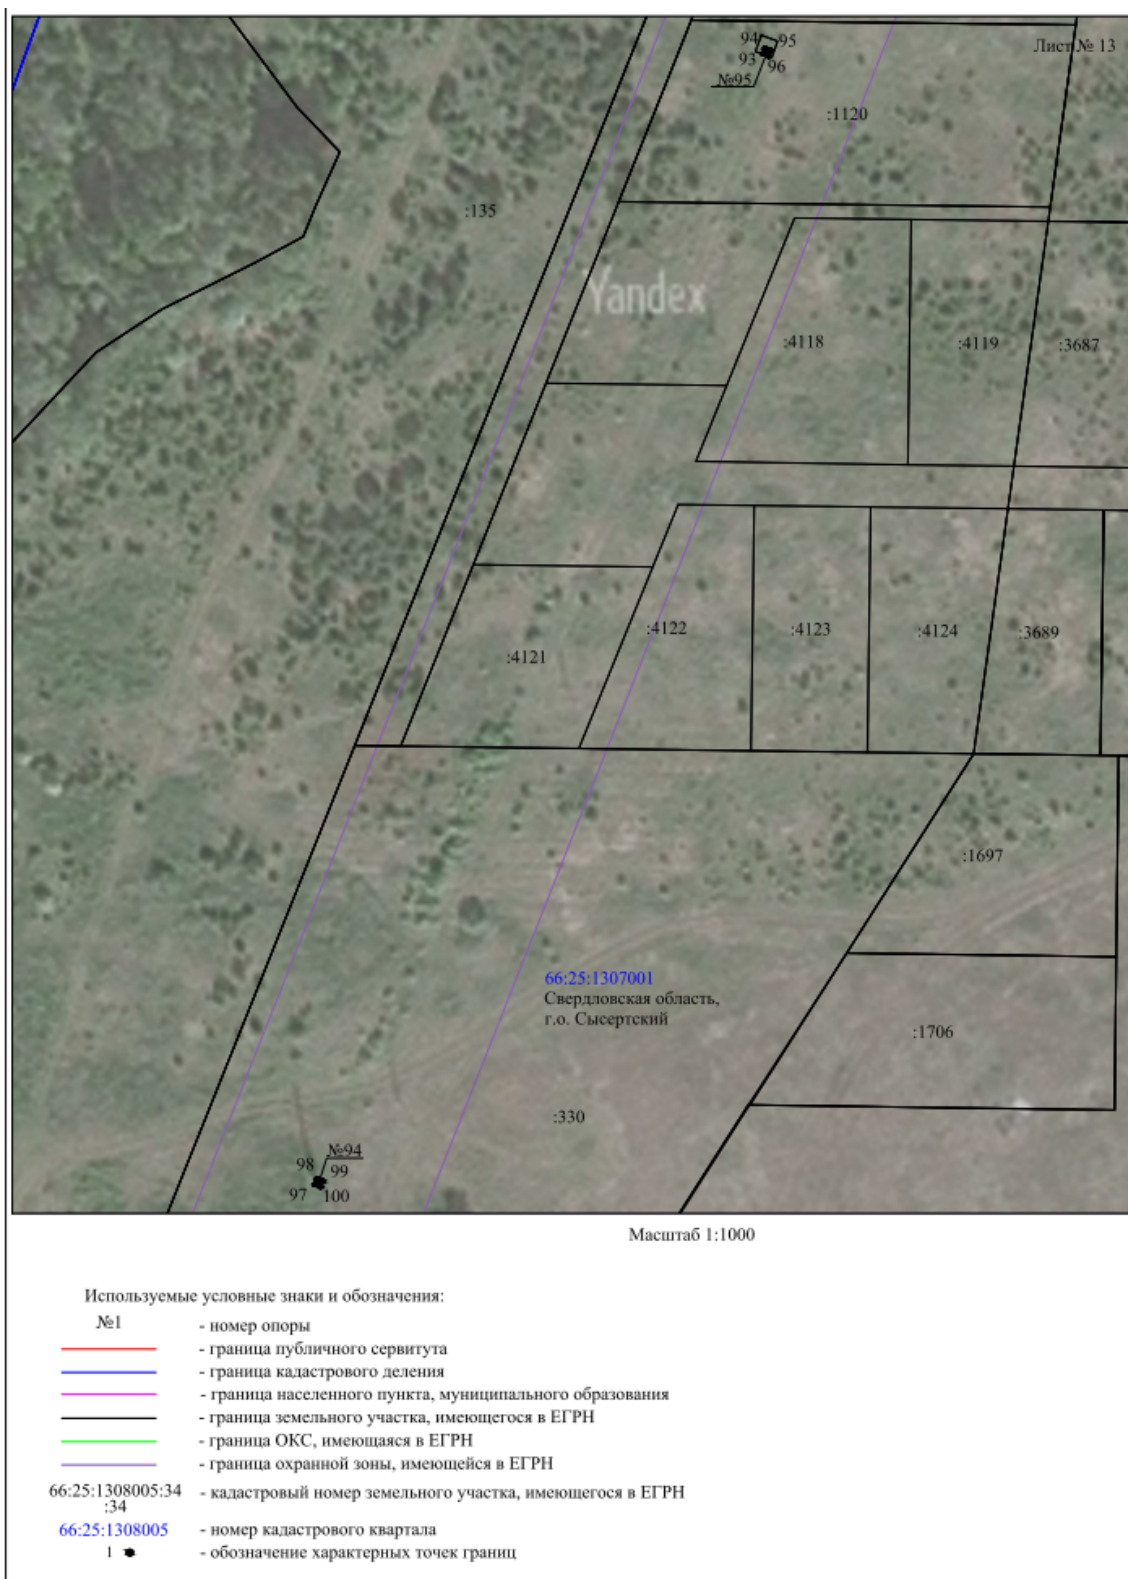 Лист № 13
94
95
93
96
№95
:1120
:135
Yandex
:4118
:4119
:3687
:4122
:4123
:4124
:3689
:4121
:1697
66:25:1307001
Свердловская область,
г.о. Сысертский
:1706
:330
№94
98
99
97
100
Масштаб 1:1000
Используемые условные знаки и обозначения:
№1 - номер опоры
- граница публичного сервитута
- граница кадастрового деления
- граница населенного пункта, муниципального образования
- граница земельного участка, имеющегося в ЕГРН
- граница ОКС, имеющаяся в ЕГРН
- граница охранной зоны, имеющейся в ЕГРН
66:25:1308005:34 - кадастровый номер земельного участка, имеющегося в ЕГРН
:34
66:25:1308005 - номер кадастрового квартала
1 - обозначение характерных точек границ